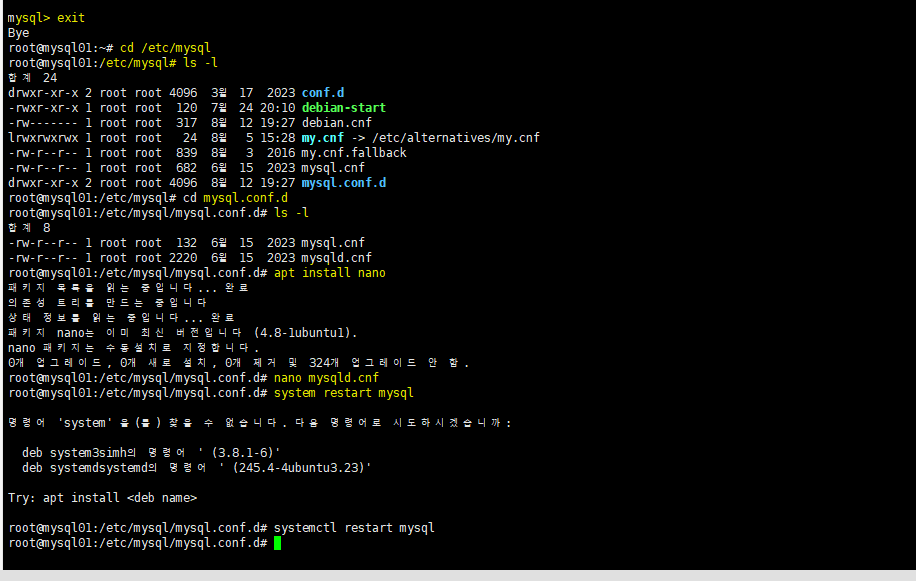 mysql> exit
Bye
root@mysql01:~# cd /etc/mysql
root@mysql01:/etc/mysql# ls -l
합계 24
drwxr-xr-x 2 root root 4096  3월 17  2023 conf.d
-rwxr-xr-x 1 root root  120  7월 24 20:10 debian-start
-rw------- 1 root root  317  8월 12 19:27 debian.cnf
lrwxrwxrwx 1 root root   24  8월  5 15:28 my.cnf -> /etc/alternatives/my.cnf
-rw-r--r-- 1 root root  839  8월  3  2016 my.cnf.fallback
-rw-r--r-- 1 root root  682  6월 15  2023 mysql.cnf
drwxr-xr-x 2 root root 4096  8월 12 19:27 mysql.conf.d
root@mysql01:/etc/mysql# cd mysql.conf.d
root@mysql01:/etc/mysql/mysql.conf.d# ls -l
합계 8
-rw-r--r-- 1 root root  132  6월 15  2023 mysql.cnf
-rw-r--r-- 1 root root 2220  6월 15  2023 mysqld.cnf
root@mysql01:/etc/mysql/mysql.conf.d# apt install nano
패키지 목록을 읽는 중입니다... 완료
의존성 트리를 만드는 중입니다
상태 정보를 읽는 중입니다... 완료
패키지 nano는 이미 최신 버전입니다 (4.8-1ubuntu1).
nano 패키지는 수동설치로 지정합니다.
0개 업그레이드, 0개 새로 설치, 0개 제거 및 324개 업그레이드 안 함.
root@mysql01:/etc/mysql/mysql.conf.d# nano mysqld.cnf
root@mysql01:/etc/mysql/mysql.conf.d# system restart mysql
명령어 'system' 을(를) 찾을 수 없습니다. 다음 명령어로 시도하시겠습니까:
deb system3simh의 명령어 ' (3.8.1-6)'
deb systemdsystemd의 명령어 ' (245.4-4ubuntu3.23)'
Try: apt install <deb name>
root@mysql01:/etc/mysql/mysql.conf.d# systemctl restart mysql
root@mysql01:/etc/mysql/mysql.conf.d#